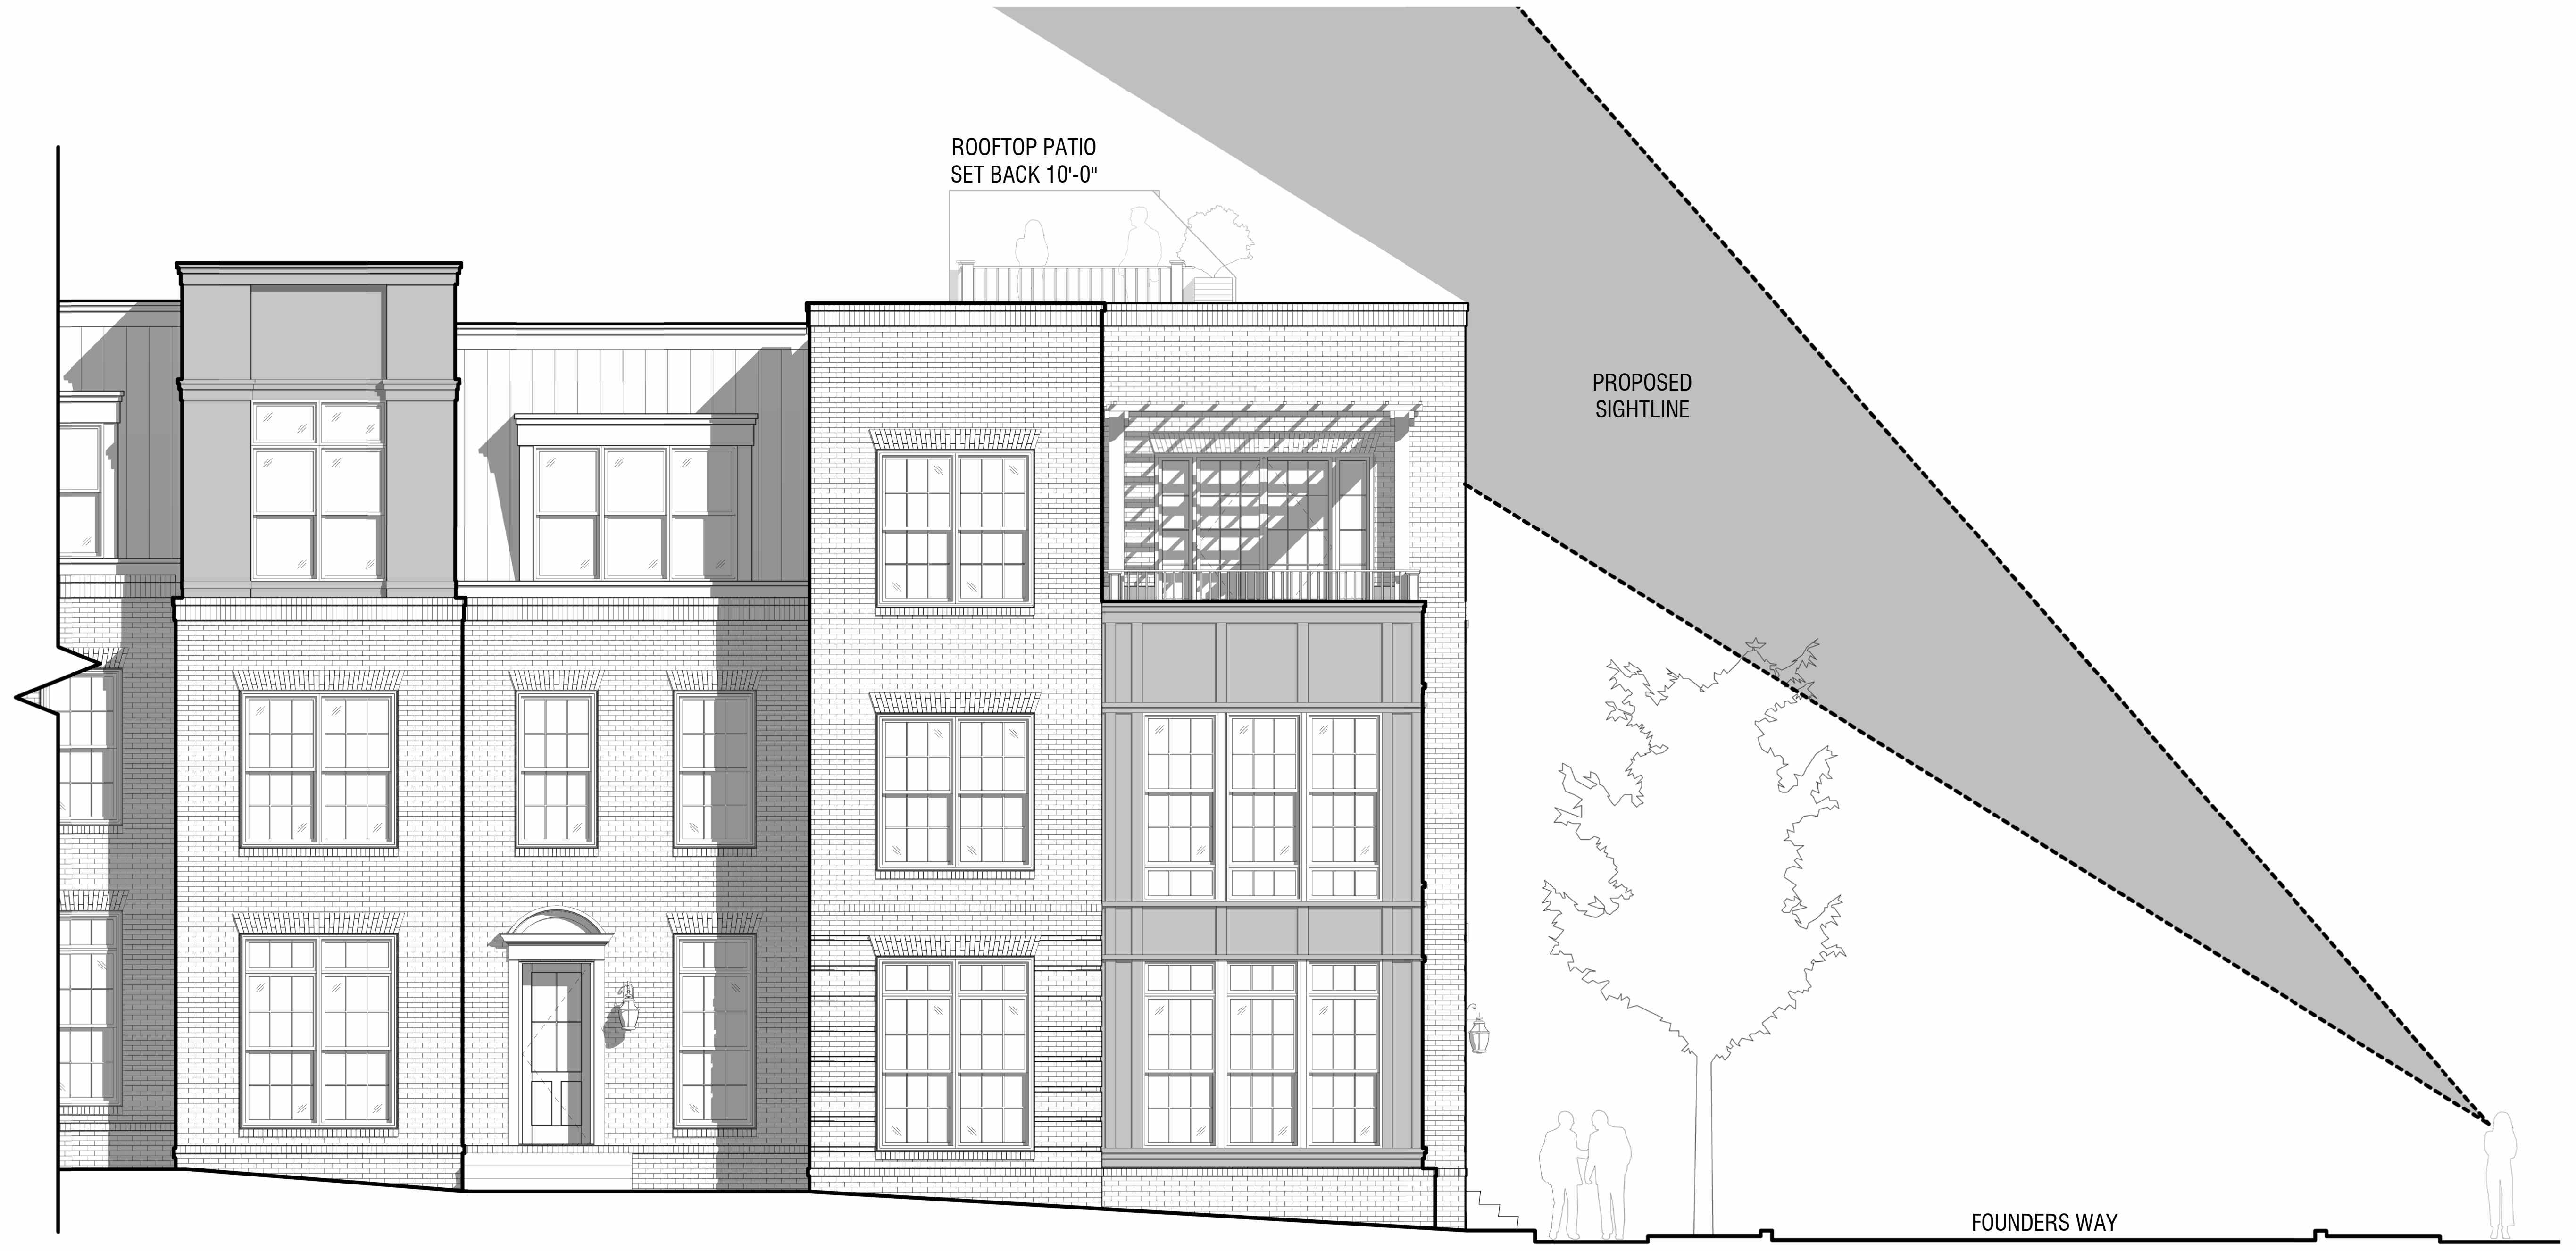 ROOFTOP PATIO
SET BACK 10'-0"
PROPOSED
SIGHTLINE
FOUNDERS WAY